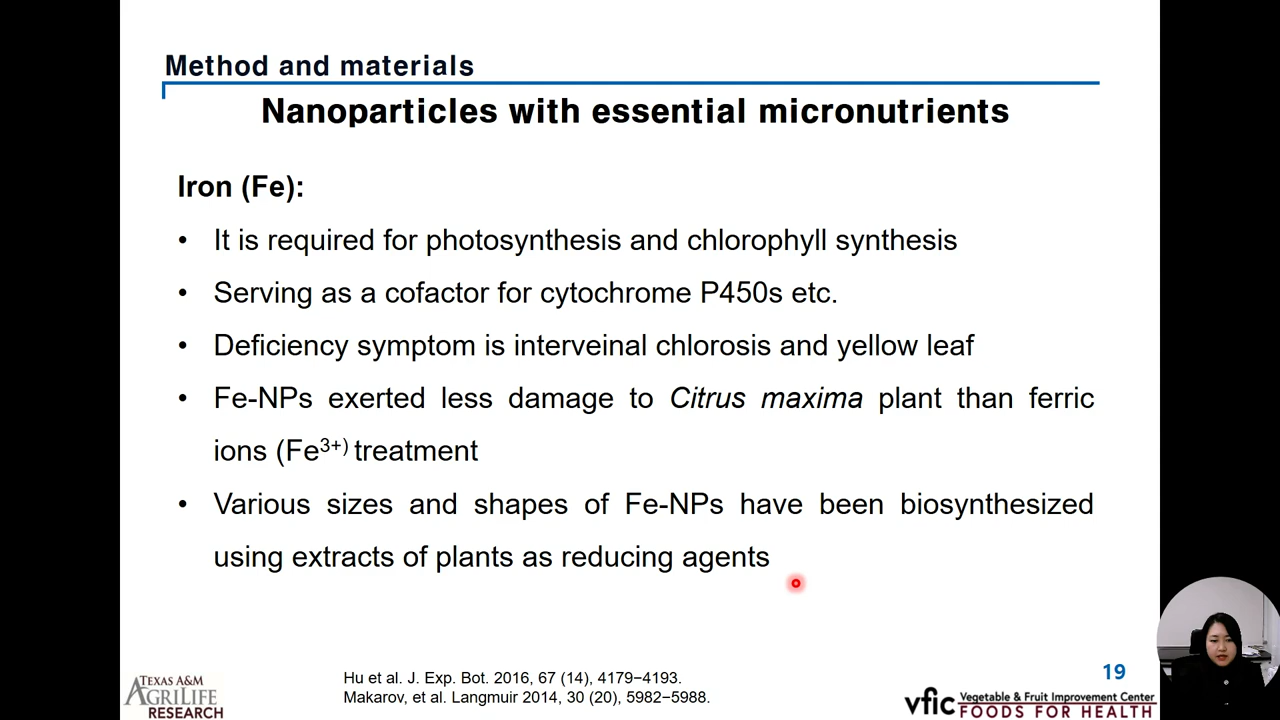 Method and materials
Nanoparticles with essential micronutrients
Iron (Fe):
• It is required for photosynthesis and chlorophyll synthesis
• Serving as a cofactor for cytochrome P450s etc.
• Deficiency symptom is interveinal chlorosis and yellow leaf
• Fe-NPs exerted less damage to Citrus maxima plant than ferric
ions (Fe³⁺⁾ treatment
• Various sizes and shapes of Fe-NPs have been biosynthesized
using extracts of plants as reducing agents
Hu et al. J. Exp. Bot. 2016, 67 (14), 4179−4193.
Makarov, et al. Langmuir 2014, 30 (20), 5982−5988.
19
TEXAS A&M
AGRILIFE
RESEARCH
vfic Vegetable & Fruit Improvement Center
FOODS FOR HEALTH